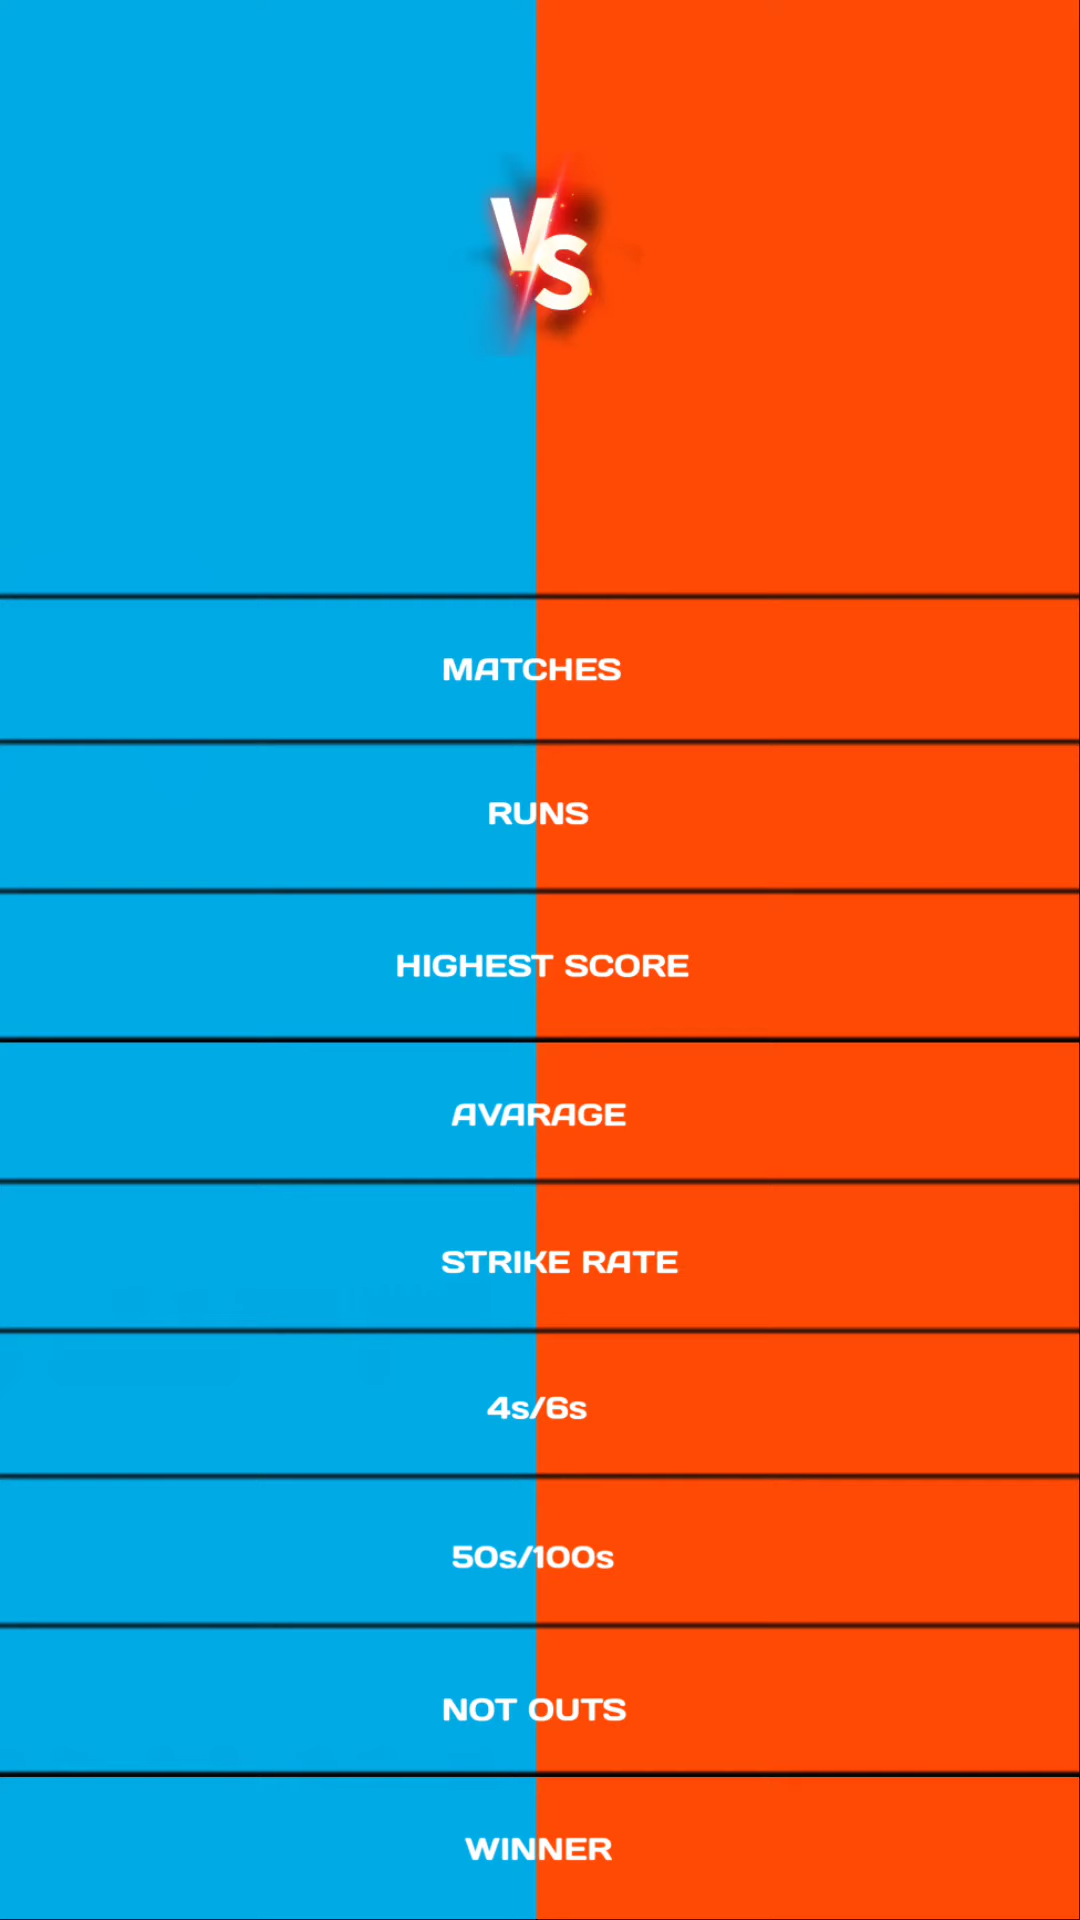 VS
MATCHES
RUNS
HIGHEST SCORE
AVARAGE
STRIKE RATE
4s/6s
50s/100s
NOT OUTS
WINNER